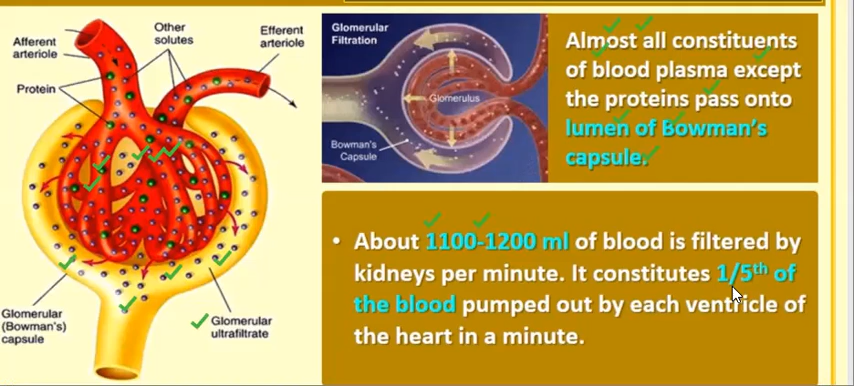 Afferent
arteriole
Other
solutes
Efferent
arteriole
Protein
Glomerular
(Bowman's)
capsule
Glomerular
ultrafiltrate
Glomerular
Filtration
Glomerulus
Bowman's
Capsule
Almost all constituents
of blood plasma except
the proteins pass onto
lumen of Bowman's
capsule.
• About 1100-1200 ml of blood is filtered by
kidneys per minute. It constitutes 1/5th of
the blood pumped out by each ventricle of
the heart in a minute.